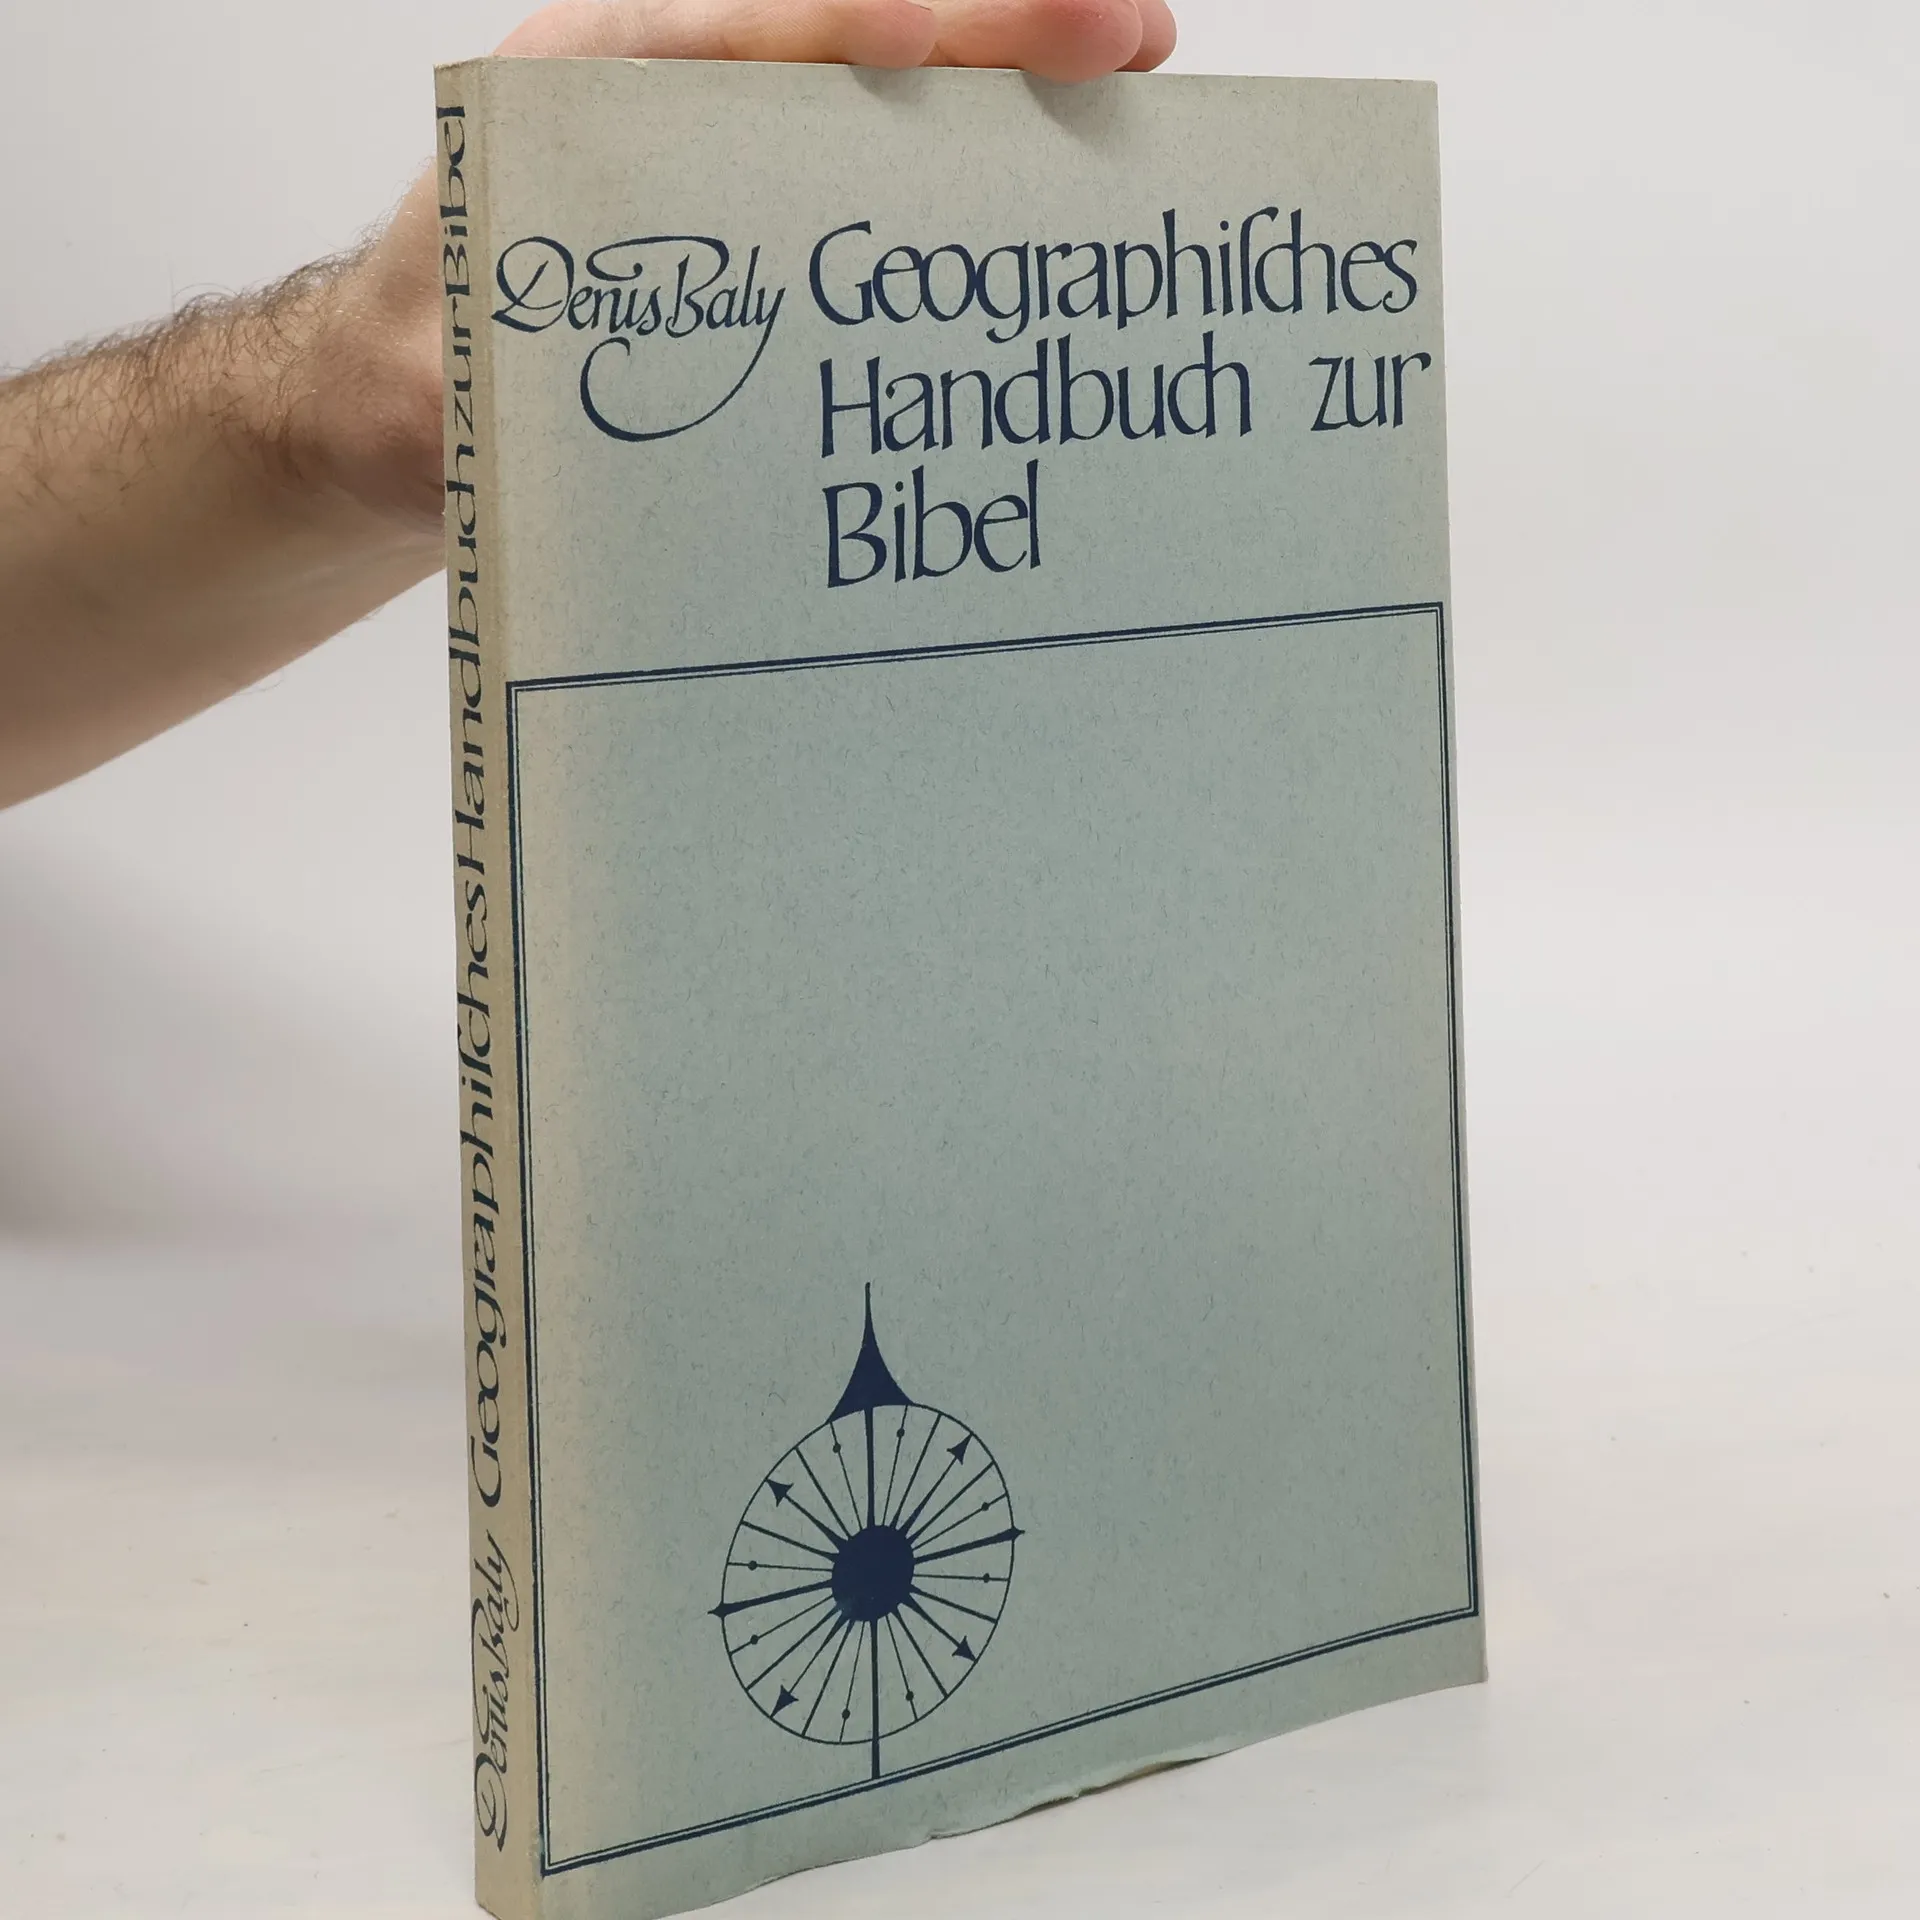 Denis Baly
Geographiſches
Handbuch zur
Bibel
Denis Baly Geographiſches Handbuch zur Bibel